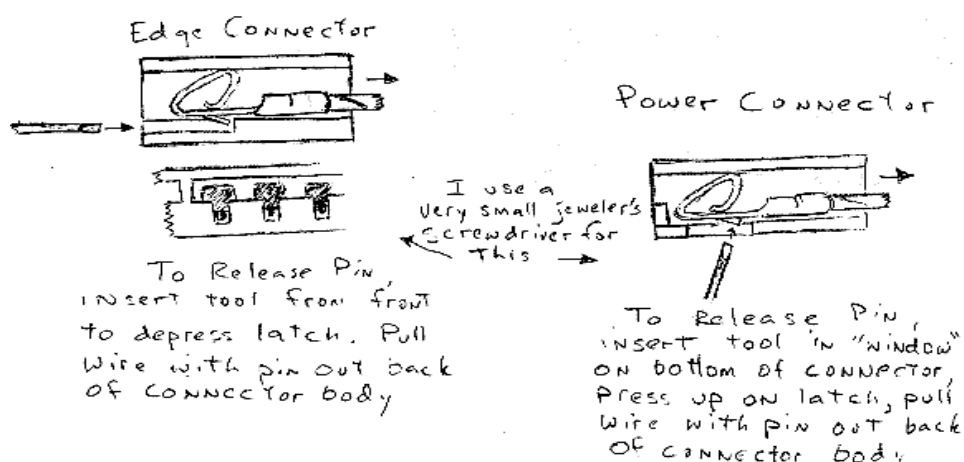 Edge Connector
Power Connector
I use a
very small jeweler's
screwdriver for
this
To Release Pin,
insert tool from front
to depress latch. Pull
wire with pin out back
of connector body
To Release Pin,
insert tool in "window"
on bottom of connector,
press up on latch, pull
wire with pin out back
of connector body